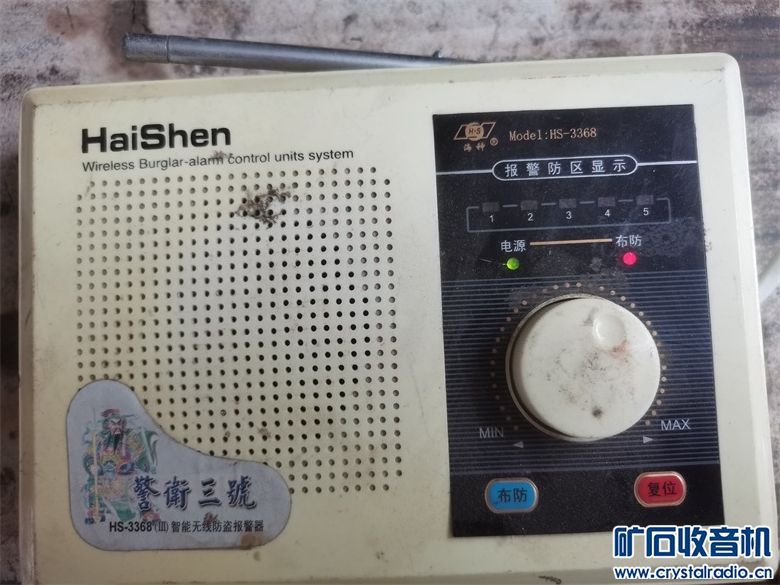 HaiShen
Wireless Burglar-alarm control units system
H·S
海神®
Model:HS-3368
报警防区显示
1 2 3 4 5
电源 布防
MIN MAX
布防 复位
警衛三號
HS-3368(III)智能无线防盗报警器
矿石收音机
www.crystalradio.cn